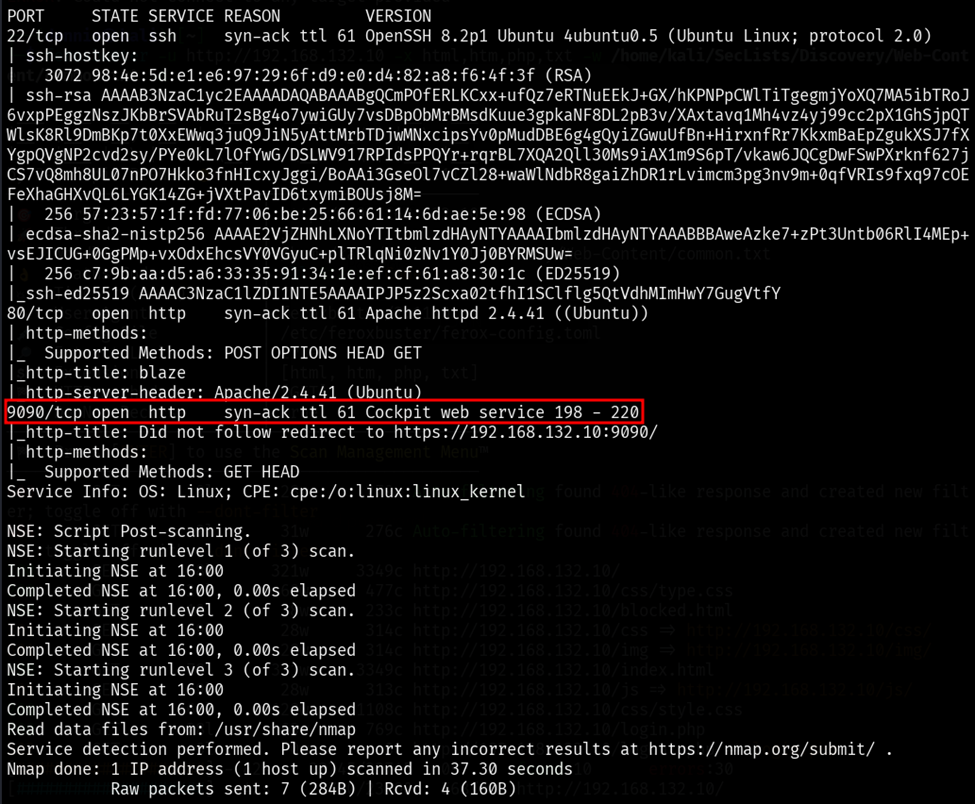 PORT     STATE SERVICE REASON         VERSION
22/tcp   open  ssh     syn-ack ttl 61 OpenSSH 8.2p1 Ubuntu 4ubuntu0.5 (Ubuntu Linux; protocol 2.0)
| ssh-hostkey:
|   3072 98:4e:5d:e1:e6:97:29:6f:d9:e0:d4:82:a8:f6:4f:3f (RSA)
| ssh-rsa AAAAB3NzaC1yc2EAAAADAQABAAABgQCmPOfERLKCxx+ufQz7eRTNuEEkJ+GX/hKPNPpCWlTiTgegmjYoXQ7MA5ibTRoJ
6vxpPEggzNszJKbBrSVAbRuT2sBg4o7ywiGUy7vsDBpObMrBMsdKuue3gpkaNF8DL2pB3v/XAxtavq1Mh4vz4yj99cc2pX1GhSjpQT
WlsK8Rl9DmBKp7t0XxEWwq3juQ9JiN5yAttMrbTDjwMNxcipsYv0pMudDBE6g4gQyiZGwuUfBn+HirxnfRr7KkxmBaEpZgukXSJ7fX
YgpQVgNP2cvd2sy/PYe0kL7lOfYwG/DSLWV917RPIdsPPQYr+rqrBL7XQA2Qll30Ms9iAX1m9S6pT/vkaw6JQCgDwFSwPXrknf627j
CS7vQ8mh8UL07nPO7Hkko3fnHIcxyJggi/BoAAi3GseOl7vCZl28+waWlNdbR8gaiZhDR1rLvimcm3pg3nv9m+0qfVRIs9fxq97cOE
FeXhaGHXvQL6LYGK14ZG+jVXtPavID6txymiBOUsj8M=
|   256 57:23:57:1f:fd:77:06:be:25:66:61:14:6d:ae:5e:98 (ECDSA)
| ecdsa-sha2-nistp256 AAAAE2VjZHNhLXNoYTItbmlzdHAyNTYAAAAIbmlzdHAyNTYAAABBBAweAzke7+zPt3Untb06RlI4MEp+
vsEJICUG+0GgPMp+vxOdxEhcsVY0VGyuC+plTRlqNi0zNv1Y0Jj0BYRMSUw=
|   256 c7:9b:aa:d5:a6:33:35:91:34:1e:ef:cf:61:a8:30:1c (ED25519)
|_ssh-ed25519 AAAAC3NzaC1lZDI1NTE5AAAAIPJP5z2Scxa02tfhI1SClflg5QtVdhMImHwY7GugVtfY
80/tcp   open  http    syn-ack ttl 61 Apache httpd 2.4.41 ((Ubuntu))
| http-methods:
|_  Supported Methods: POST OPTIONS HEAD GET
|_http-title: blaze
|_http-server-header: Apache/2.4.41 (Ubuntu)
9090/tcp open  http    syn-ack ttl 61 Cockpit web service 198 - 220
|_http-title: Did not follow redirect to https://192.168.132.10:9090/
| http-methods:
|_  Supported Methods: GET HEAD
Service Info: OS: Linux; CPE: cpe:/o:linux:linux_kernel
NSE: Script Post-scanning.
NSE: Starting runlevel 1 (of 3) scan.
Initiating NSE at 16:00
Completed NSE at 16:00, 0.00s elapsed
NSE: Starting runlevel 2 (of 3) scan.
Initiating NSE at 16:00
Completed NSE at 16:00, 0.00s elapsed
NSE: Starting runlevel 3 (of 3) scan.
Initiating NSE at 16:00
Completed NSE at 16:00, 0.00s elapsed
Read data files from: /usr/share/nmap
Service detection performed. Please report any incorrect results at https://nmap.org/submit/ .
Nmap done: 1 IP address (1 host up) scanned in 37.30 seconds
           Raw packets sent: 7 (284B) | Rcvd: 4 (160B)